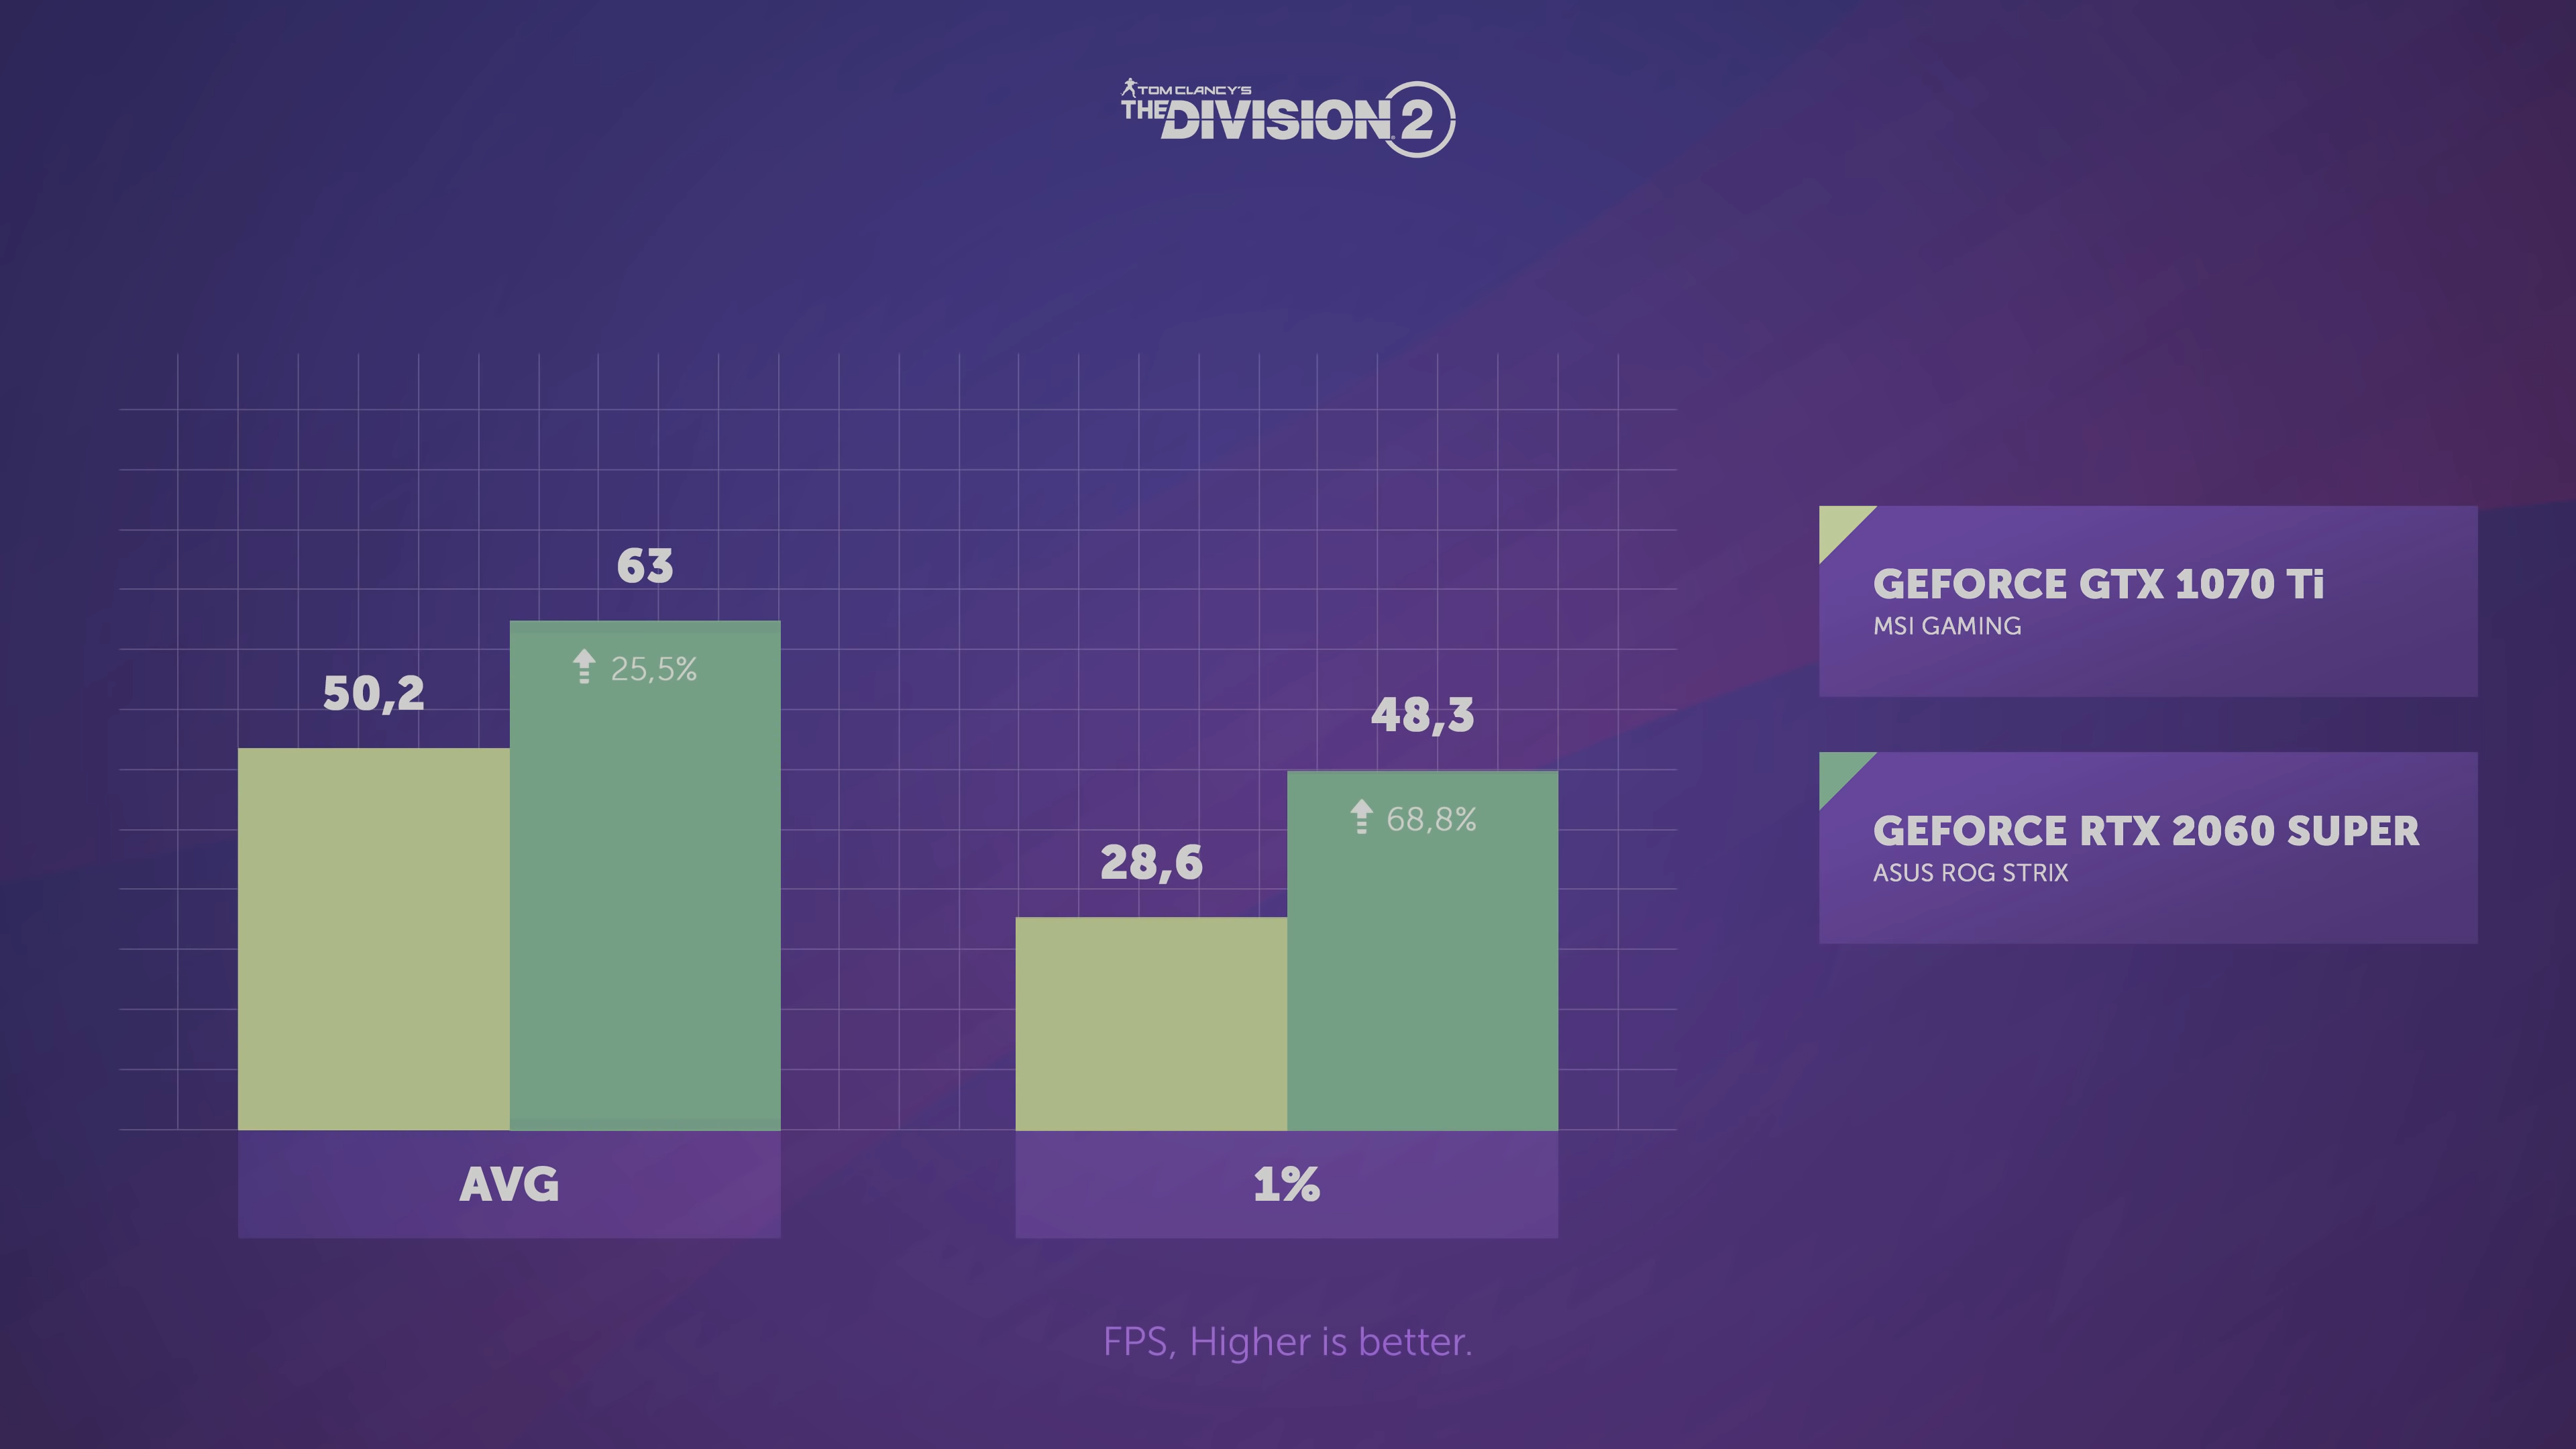 TOM CLANCY'S
THE DIVISION 2
63
25,5%
50,2
48,3
68,8%
28,6
AVG
1%
GEFORCE GTX 1070 Ti
MSI GAMING
GEFORCE RTX 2060 SUPER
ASUS ROG STRIX
FPS, Higher is better.